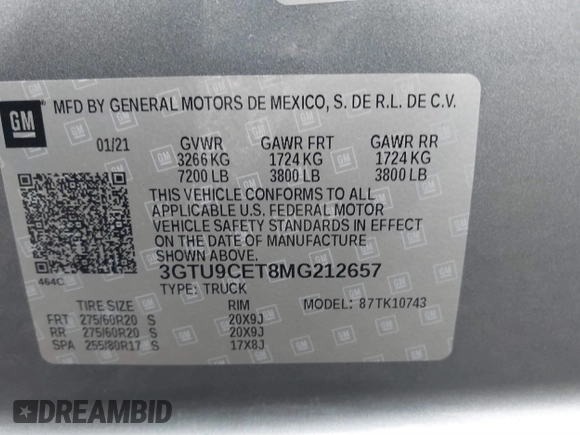 GM
MFD BY GENERAL MOTORS DE MEXICO, S. DE R.L. DE C.V.
01/21 GVWR GAWR FRT GAWR RR
3266 KG 1724 KG 1724 KG
7200 LB 3800 LB 3800 LB
THIS VEHICLE CONFORMS TO ALL
APPLICABLE U.S. FEDERAL MOTOR
VEHICLE SAFETY STANDARDS IN EFFECT
ON THE DATE OF MANUFACTURE
SHOWN ABOVE.
464C
3GTU9CET8MG212657
TYPE: TRUCK MODEL: 87TK10743
TIRE SIZE RIM
FRT 275/60R20 S 20X9J
RR 275/60R20 S 20X9J
SPA 255/80R17 S 17X8J
DREAMBID